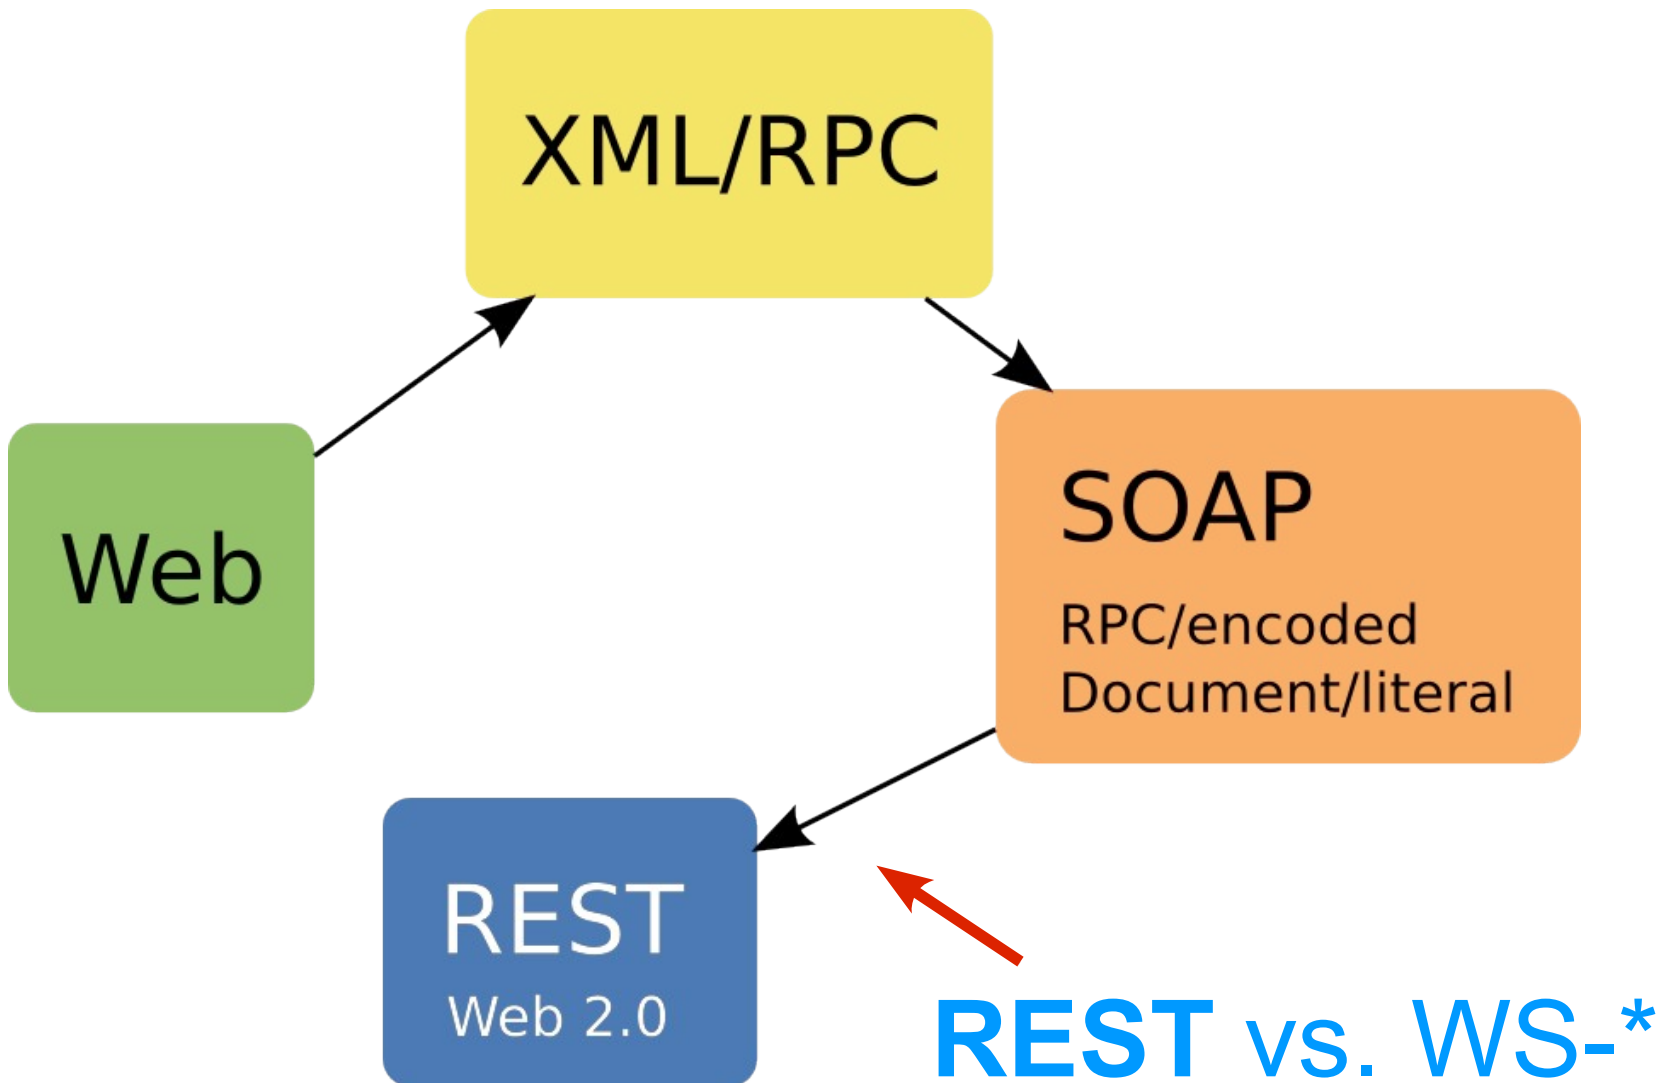 XML/RPC
Web
SOAP
RPC/encoded
Document/literal
REST
Web 2.0
REST vs. WS-*